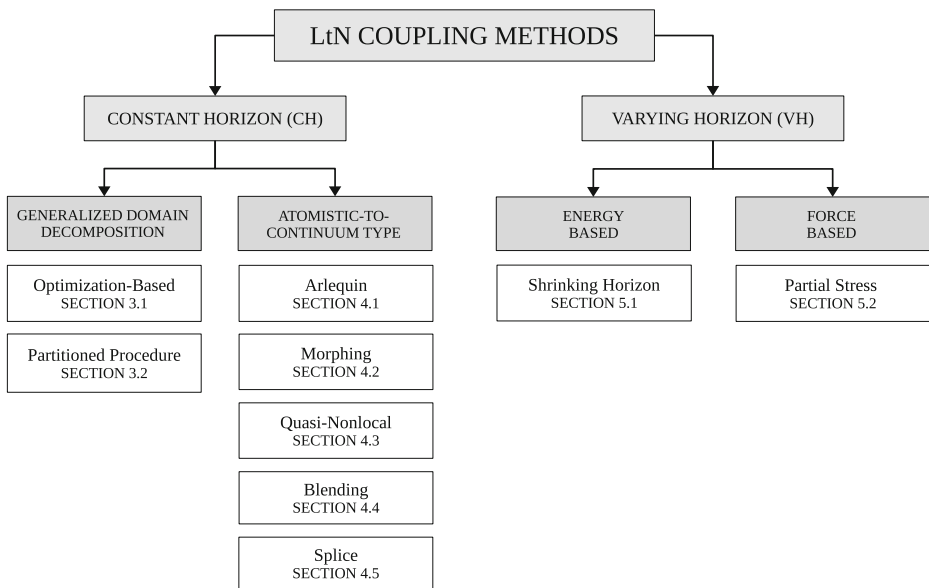 LtN COUPLING METHODS
CONSTANT HORIZON (CH)
VARYING HORIZON (VH)
GENERALIZED DOMAIN
DECOMPOSITION
ATOMISTIC-TO-
CONTINUUM TYPE
ENERGY
BASED
FORCE
BASED
Optimization-Based
SECTION 3.1
Partitioned Procedure
SECTION 3.2
Arlequin
SECTION 4.1
Morphing
SECTION 4.2
Quasi-Nonlocal
SECTION 4.3
Blending
SECTION 4.4
Splice
SECTION 4.5
Shrinking Horizon
SECTION 5.1
Partial Stress
SECTION 5.2